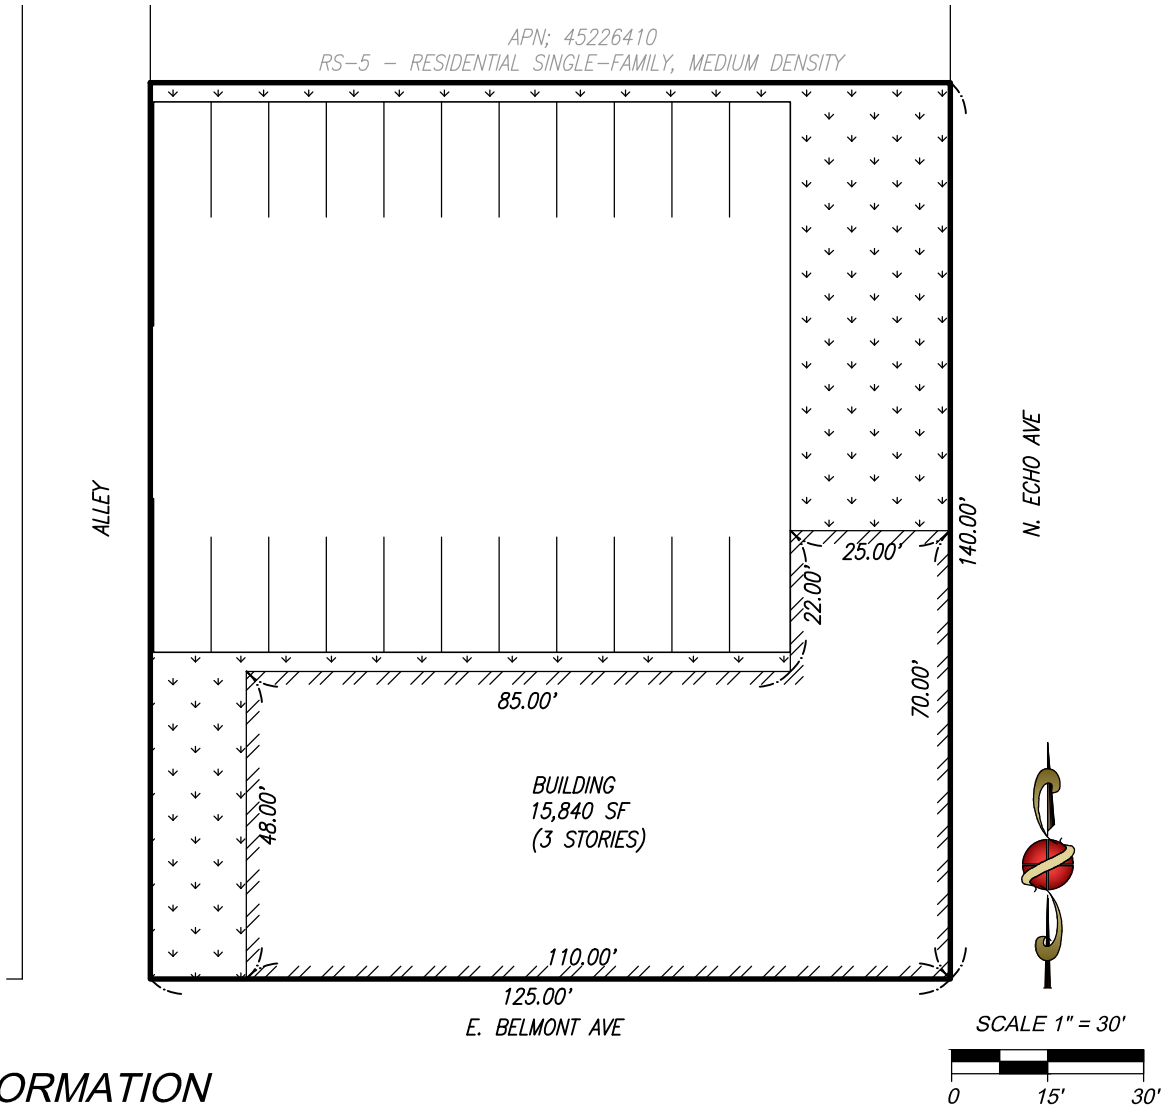 APN; 45226410
RS-5 - RESIDENTIAL SINGLE-FAMILY, MEDIUM DENSITY
ALLEY
N. ECHO AVE
140.00'
25.00'
22.00'
70.00'
85.00'
48.00'
BUILDING
15,840 SF
(3 STORIES)
110.00'
125.00'
E. BELMONT AVE
SCALE 1" = 30'
0 15' 30'
ORMATION